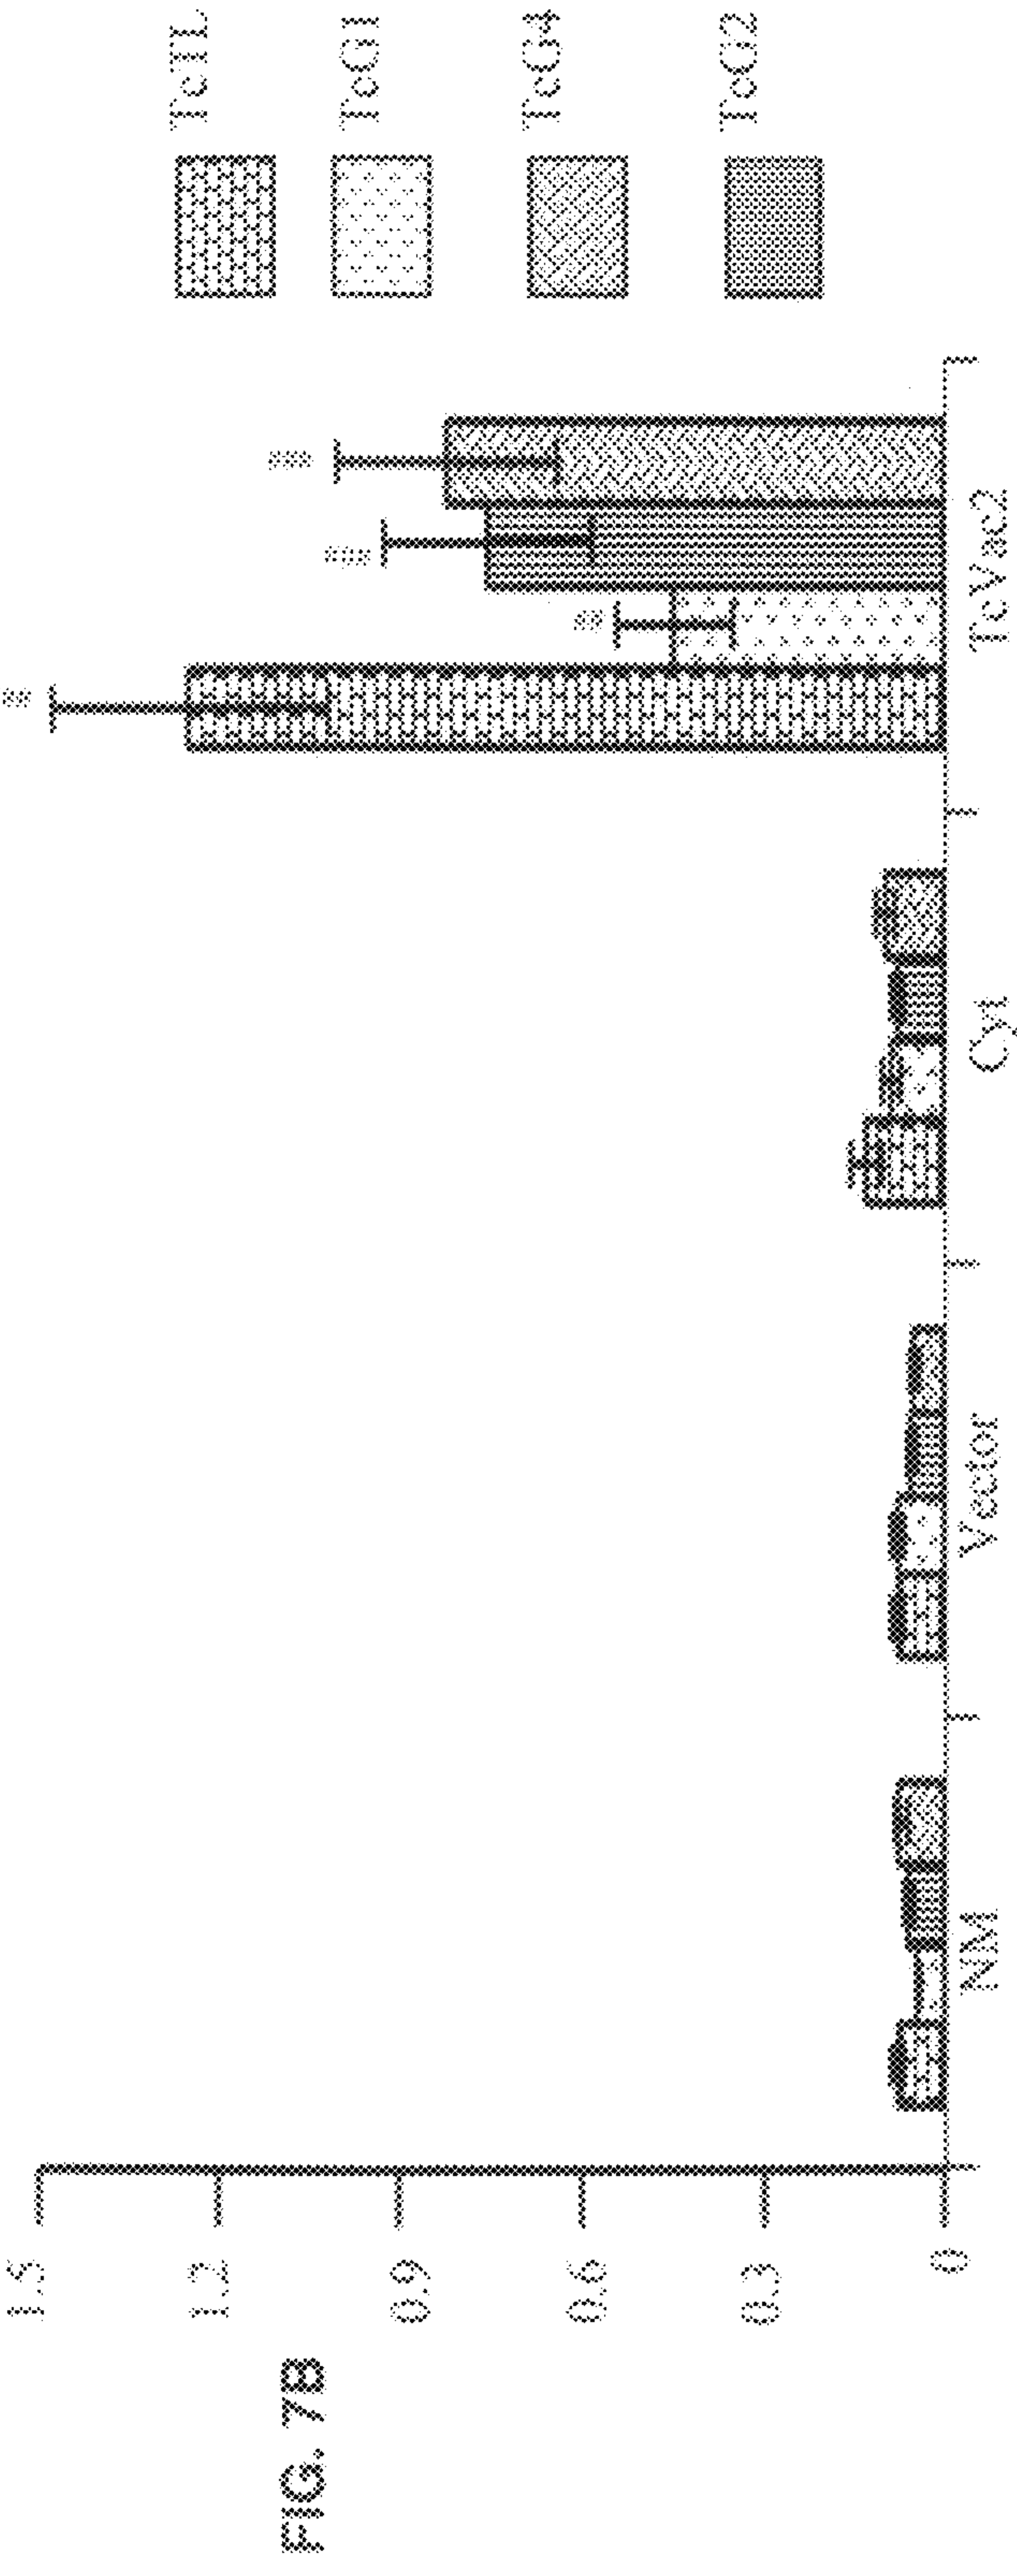 FIG. 7B
1.5
1.2
0.9
0.6
0.3
0
NM
Vector
Cyt
TcVac2
*
*
**
***
TcTL
TcG1
TcG4
TcG2